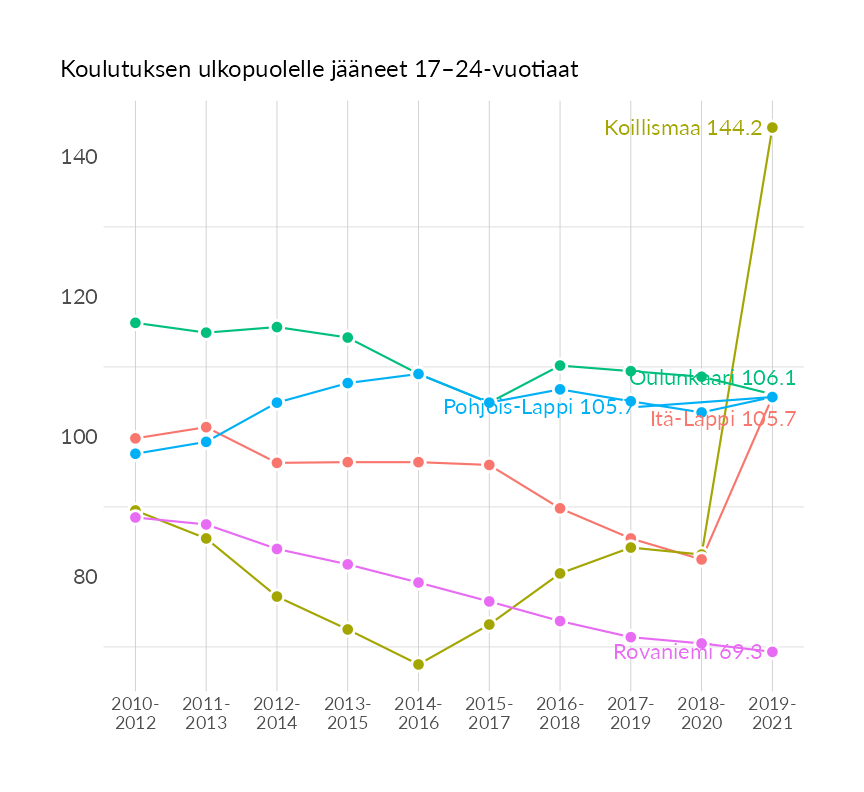 Koulutuksen ulkopuolelle jääneet 17–24-vuotiaat
Koillismaa 144.2
140
120
Oulunkaari 106.1
Pohjois-Lappi 105.7
Itä-Lappi 105.7
100
80
Rovaniemi 69.3
2010- 2011- 2012- 2013- 2014- 2015- 2016- 2017- 2018- 2019-
2012 2013 2014 2015 2016 2017 2018 2019 2020 2021